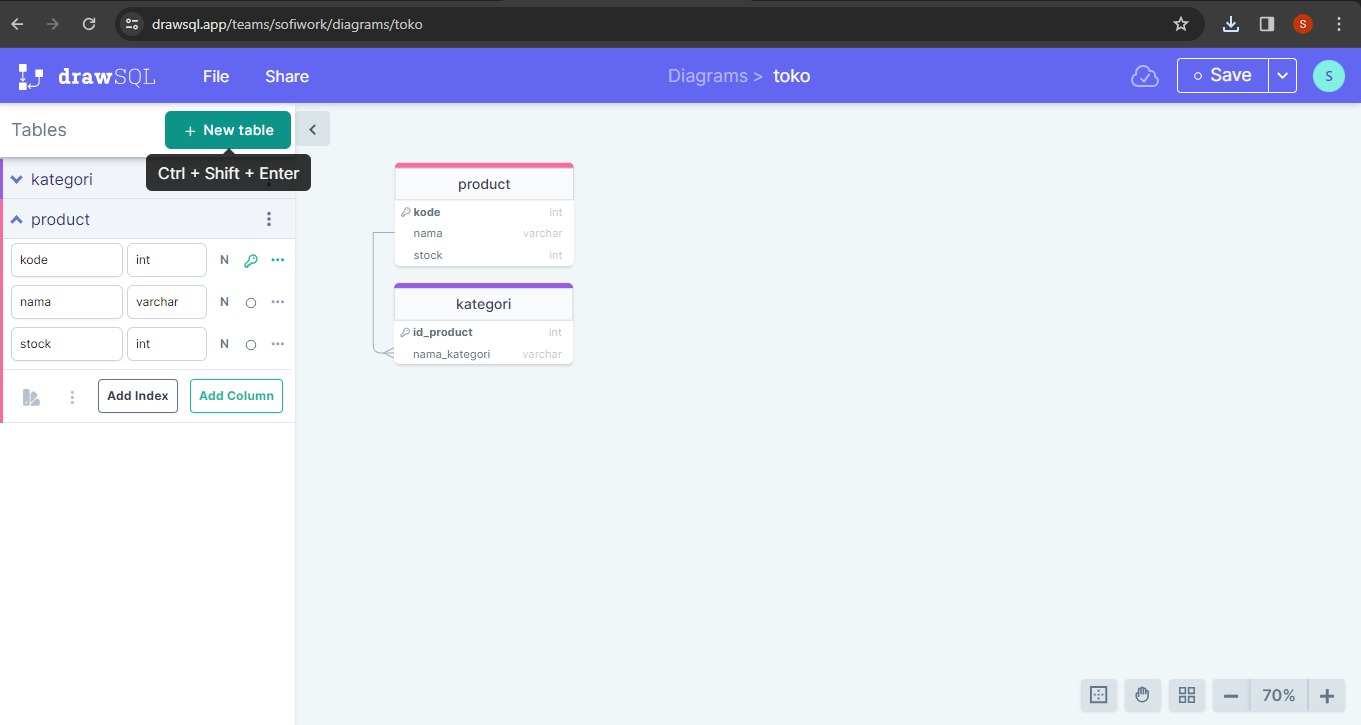 drawsql.app/teams/sofiwork/diagrams/toko
S
drawSQL
File
Share
Diagrams > toko
Save
S
Tables
+ New table
Ctrl + Shift + Enter
kategori
product
kode int N
nama varchar N
stock int N
Add Index
Add Column
product
kode int
nama varchar
stock int
kategori
id_product int
nama_kategori varchar
70%